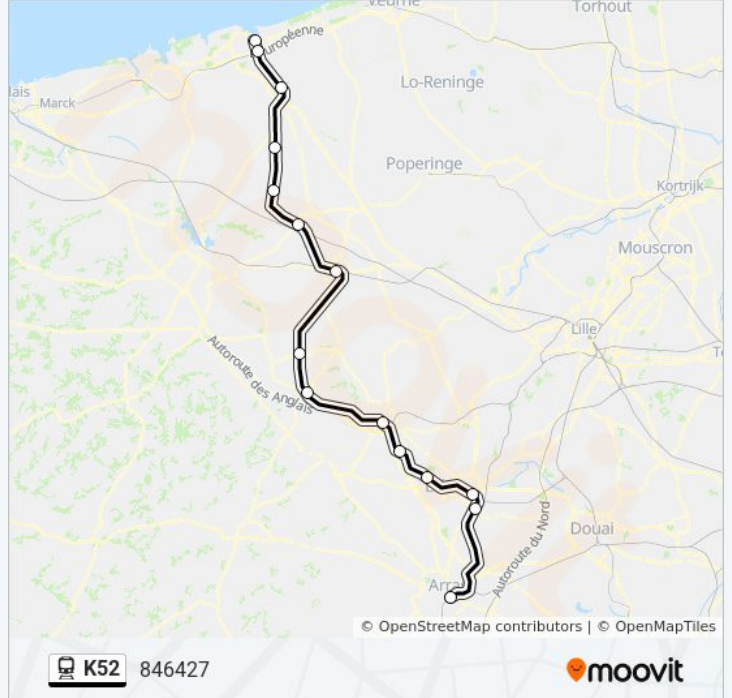 Veurne
Torhout
Européenne
Lo-Reninge
Marck
Poperinge
Kortrijk
Mouscron
Lille
Autoroute des Anglais
Douai
Autoroute du Nord
© OpenStreetMap contributors | © OpenMapTiles
K52 846427 moovit